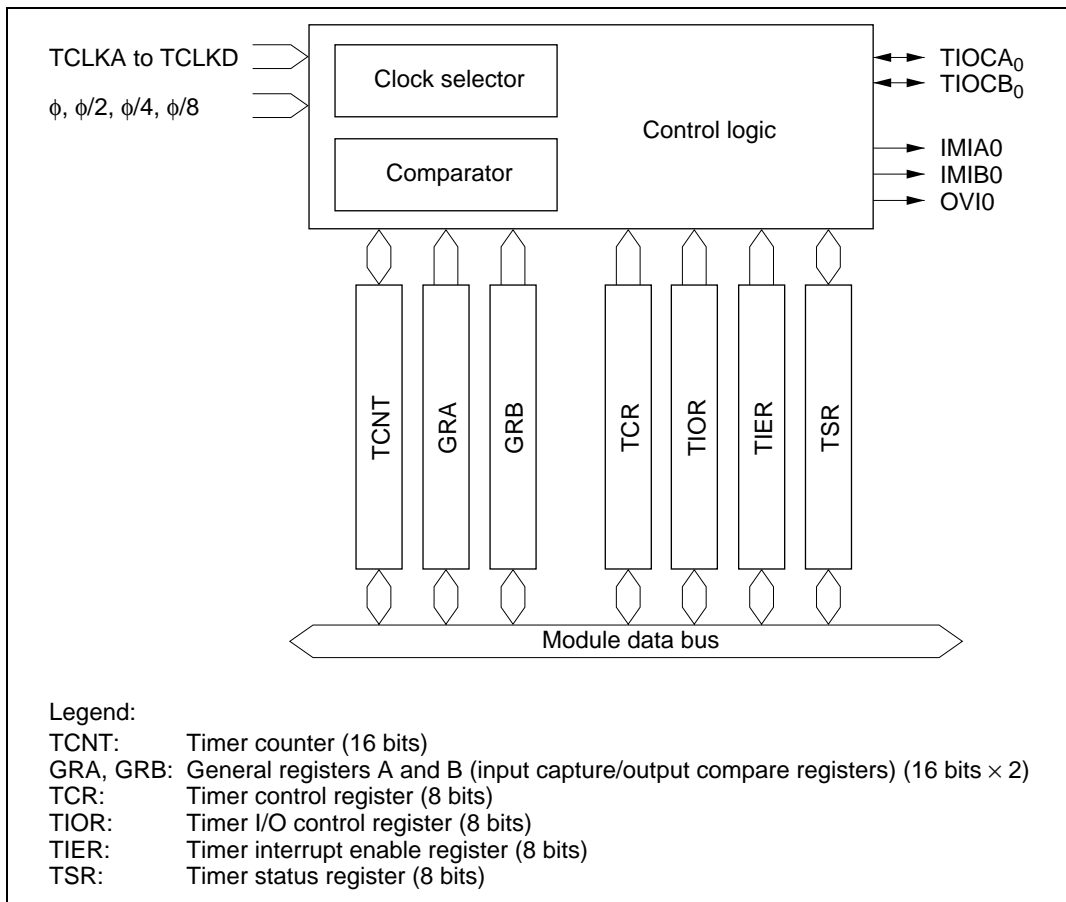 TCLKA to TCLKD
ϕ, ϕ/2, ϕ/4, ϕ/8
Clock selector
Comparator
Control logic
TIOCA₀
TIOCB₀
IMIA0
IMIB0
OVI0
TCNT
GRA
GRB
TCR
TIOR
TIER
TSR
Module data bus
Legend:
TCNT: Timer counter (16 bits)
GRA, GRB: General registers A and B (input capture/output compare registers) (16 bits × 2)
TCR: Timer control register (8 bits)
TIOR: Timer I/O control register (8 bits)
TIER: Timer interrupt enable register (8 bits)
TSR: Timer status register (8 bits)